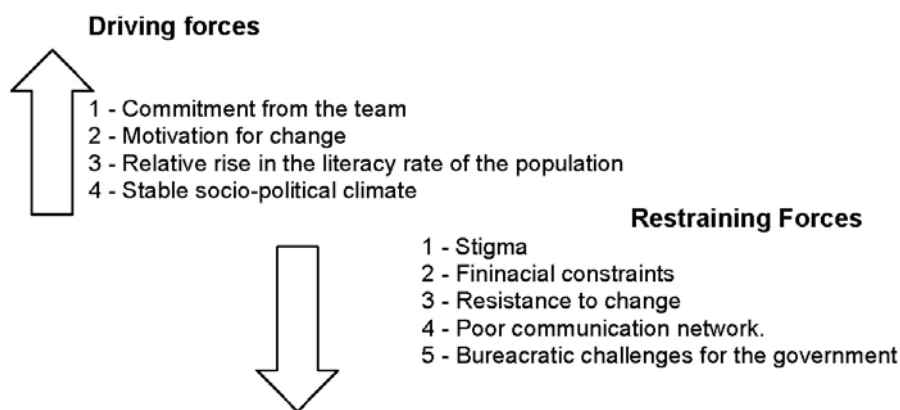 Driving forces
1 - Commitment from the team
2 - Motivation for change
3 - Relative rise in the literacy rate of the population
4 - Stable socio-political climate
Restraining Forces
1 - Stigma
2 - Fininacial constraints
3 - Resistance to change
4 - Poor communication network.
5 - Bureacratic challenges for the government